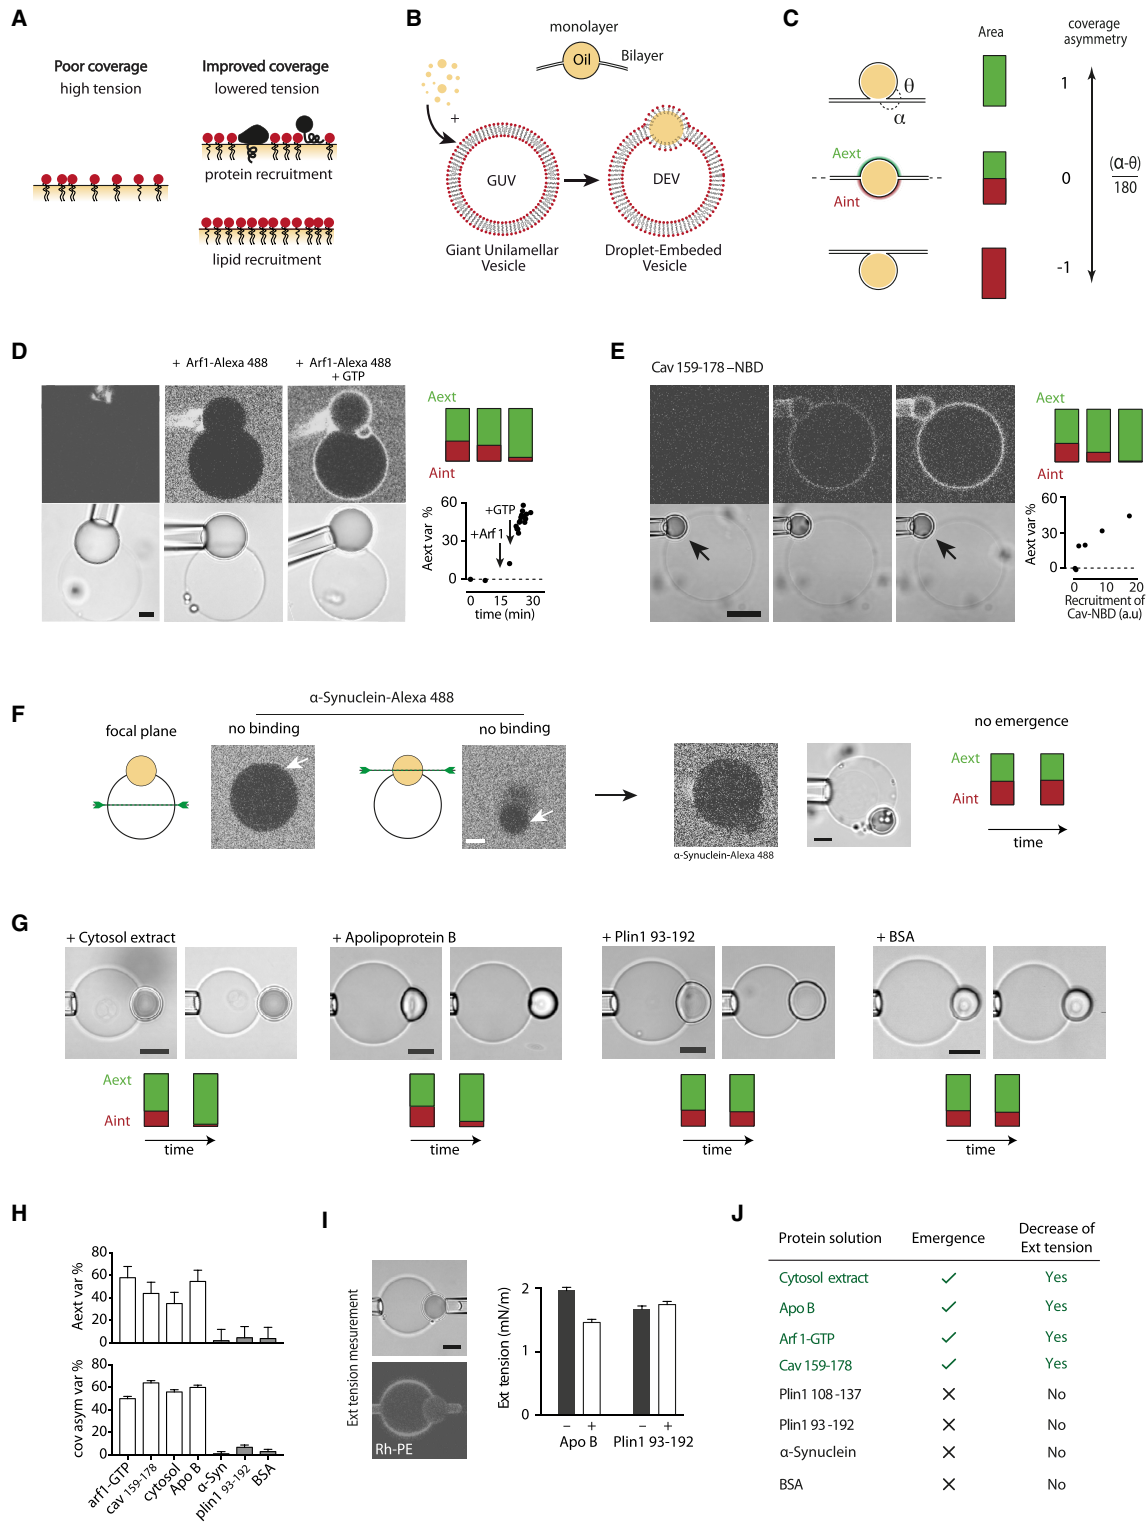 A
Poor coverage
high tension
Improved coverage
lowered tension
protein recruitment
lipid recruitment
B
monolayer
Oil
Bilayer
+
GUV
DEV
Giant Unilamellar
Vesicle
Droplet-Embeded
Vesicle
C
Area
coverage
asymmetry
θ
α
1
Aext
Aint
0
(α-θ)
180
-1
D
+ Arf1-Alexa 488
+ Arf1-Alexa 488
+ GTP
Aext
Aint
Aext var %
60
30
0
+GTP
+Arf 1
0 15 30
time (min)
E
Cav 159-178 –NBD
Aext
Aint
Aext var %
60
30
0
0 10 20
Recruitment of
Cav-NBD (a.u)
F
α-Synuclein-Alexa 488
focal plane
no binding
no binding
α-Synuclein-Alexa 488
no emergence
Aext
Aint
time
G
+ Cytosol extract
+ Apolipoprotein B
+ Plin1 93-192
+ BSA
Aext
Aint
time
time
time
time
H
Aext var %
80
60
40
20
0
cov asym var %
80
60
40
20
0
arf1-GTP
cav 159-178
cytosol
Apo B
α-Syn
plin1 93-192
BSA
I
Ext tension mesurement
Rh-PE
Ext tension (mN/m)
2
1
0
– + – +
Apo B Plin1 93-192
J
Protein solution Emergence Decrease of
Ext tension
Cytosol extract ✓ Yes
Apo B ✓ Yes
Arf 1-GTP ✓ Yes
Cav 159-178 ✓ Yes
Plin1 108-137 ✕ No
Plin1 93-192 ✕ No
α-Synuclein ✕ No
BSA ✕ No